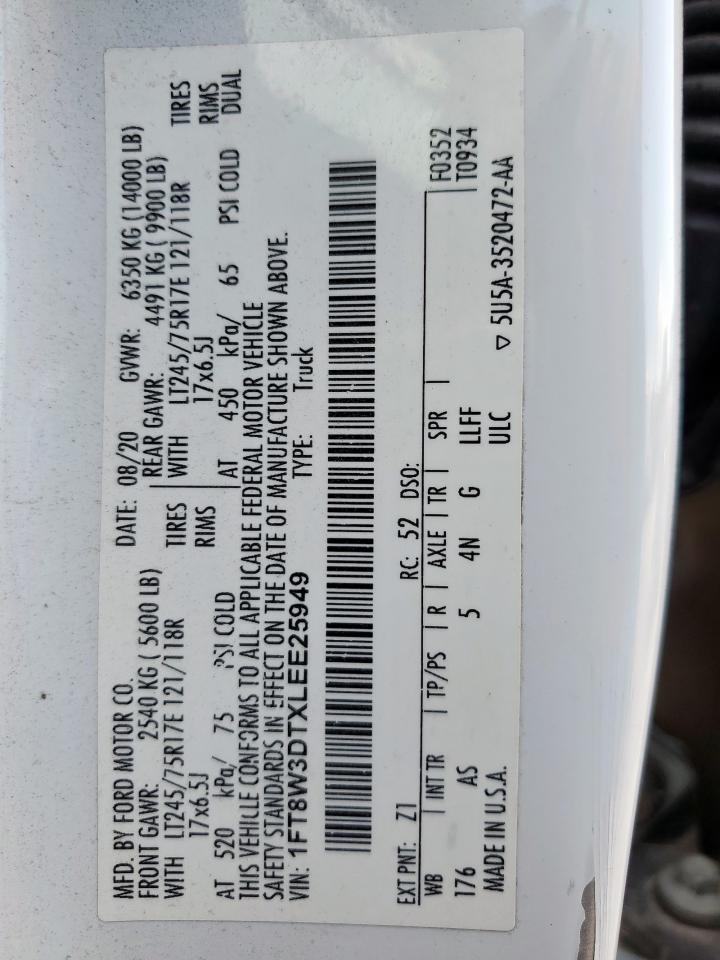 MFD. BY FORD MOTOR CO. DATE: 08/20 GVWR: 6350 KG (14000 LB)
FRONT GAWR: 2540 KG ( 5600 LB) REAR GAWR: 4491 KG ( 9900 LB)
WITH LT245/75R17E 121/118R TIRES WITH LT245/75R17E 121/118R TIRES
17x6.5J RIMS 17x6.5J RIMS
AT 520 kPa/ 75 PSI COLD AT 450 kPa/ 65 PSI COLD DUAL
THIS VEHICLE CONFORMS TO ALL APPLICABLE FEDERAL MOTOR VEHICLE
SAFETY STANDARDS IN EFFECT ON THE DATE OF MANUFACTURE SHOWN ABOVE.
VIN: 1FT8W3DTXLEE25949 TYPE: Truck
EXT PNT: Z1 RC: 52 DSO: F0352
WB INT TR TP/PS R AXLE TR SPR T0934
176 AS 5 4N G LLFF
MADE IN U.S.A. ULC ▽ 5U5A-3520472-AA